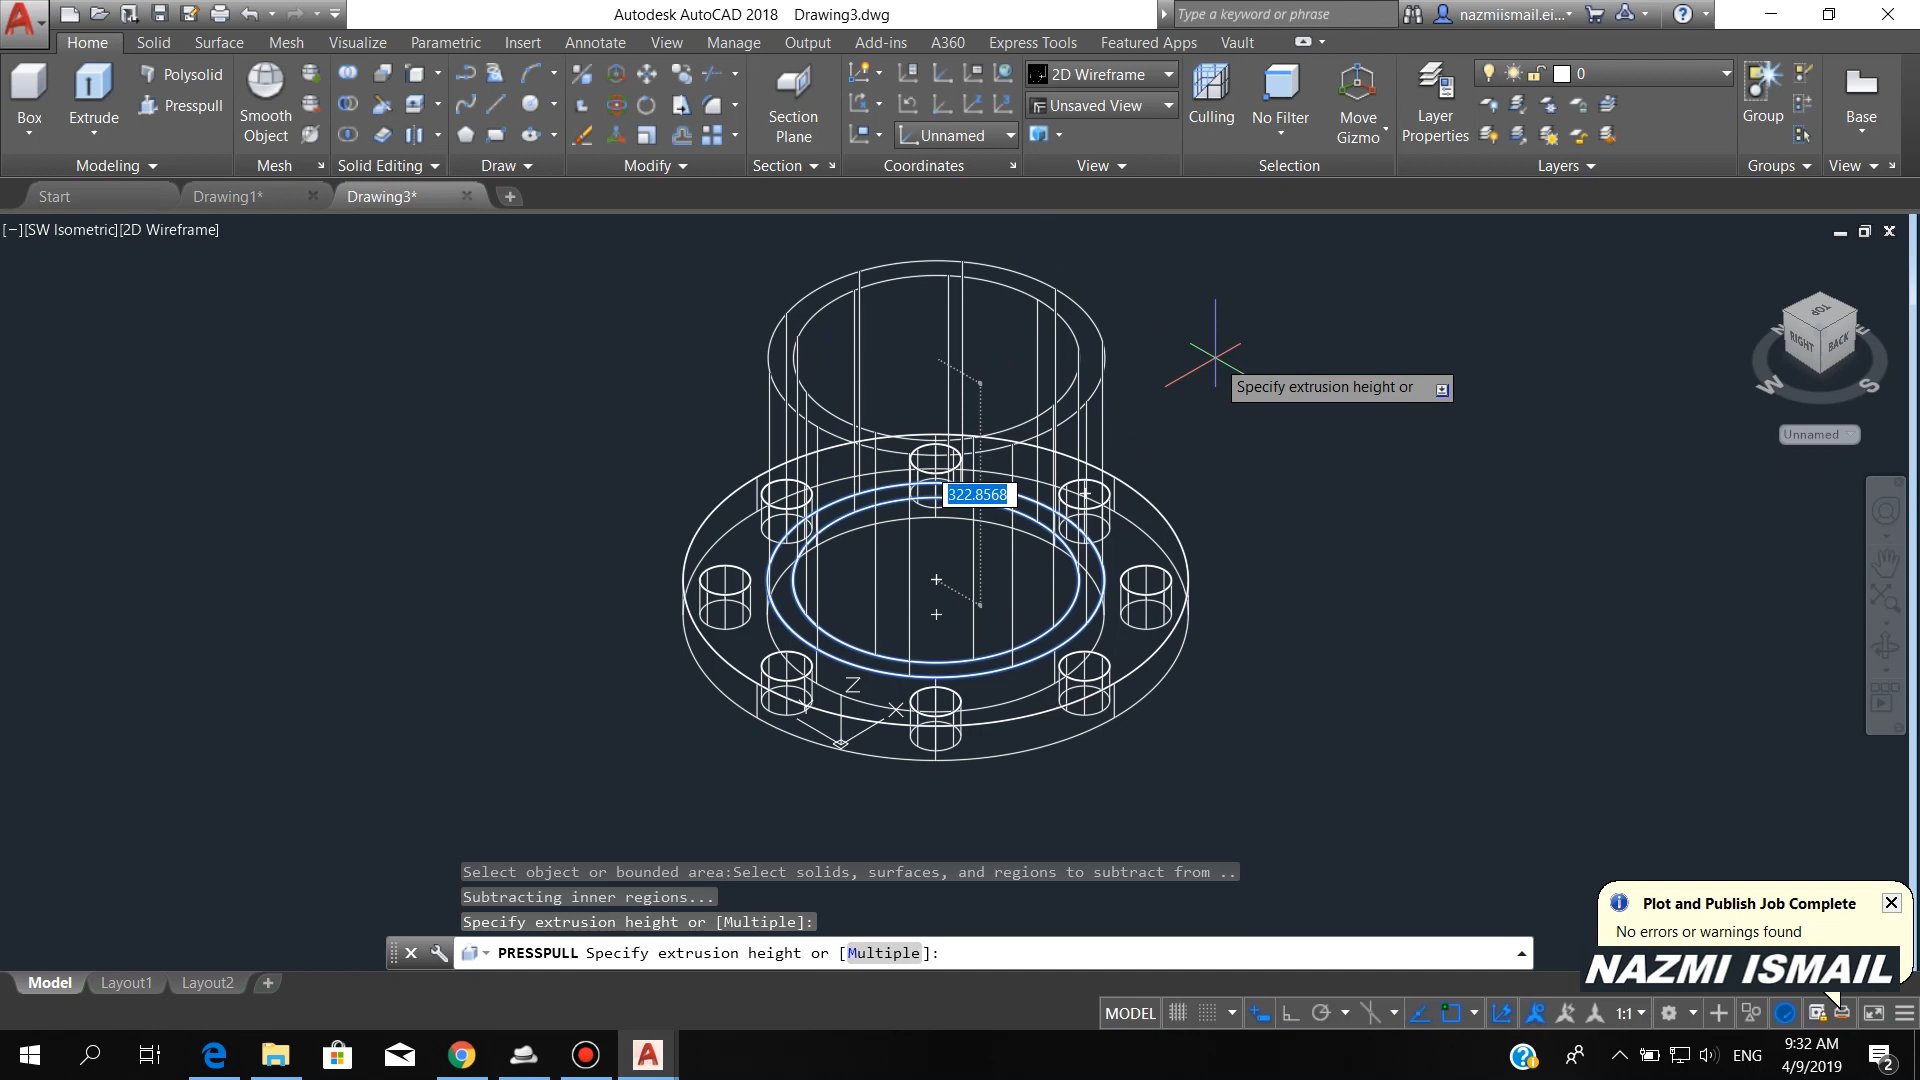 Autodesk AutoCAD 2018 Drawing3.dwg
Type a keyword or phrase
nazmiismail.ei...
Home Solid Surface Mesh Visualize Parametric Insert Annotate View Manage Output Add-ins A360 Express Tools Featured Apps Vault
Box
Extrude
Polysolid
Presspull
Smooth
Object
Section
Plane
2D Wireframe
Unsaved View
Unnamed
Culling
No Filter
Move
Gizmo
Layer
Properties
0
Group
Base
Modeling Mesh Solid Editing Draw Modify Section Coordinates View Selection Layers Groups View
Start Drawing1* Drawing3*
[−][SW Isometric][2D Wireframe]
TOP
RIGHT BACK
N E
W S
Unnamed
Specify extrusion height or
322.8568
Z
X
Select object or bounded area:Select solids, surfaces, and regions to subtract from ..
Subtracting inner regions...
Specify extrusion height or [Multiple]:
PRESSPULL Specify extrusion height or [Multiple]:
Plot and Publish Job Complete
No errors or warnings found
NAZMI ISMAIL
Model Layout1 Layout2
MODEL
1:1
ENG
9:32 AM
4/9/2019
2